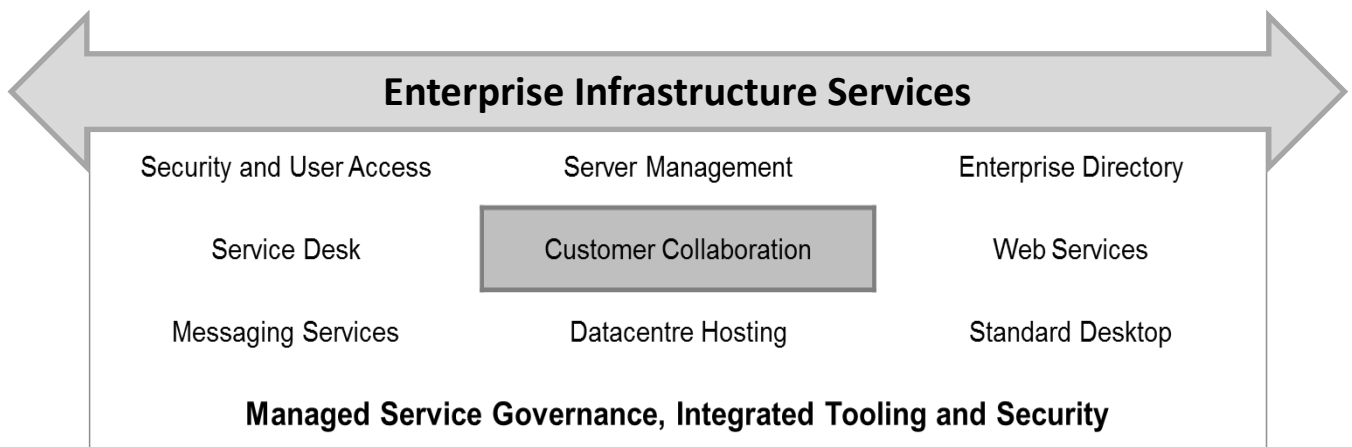 Enterprise Infrastructure Services
Security and User Access
Server Management
Enterprise Directory
Service Desk
Customer Collaboration
Web Services
Messaging Services
Datacentre Hosting
Standard Desktop
Managed Service Governance, Integrated Tooling and Security